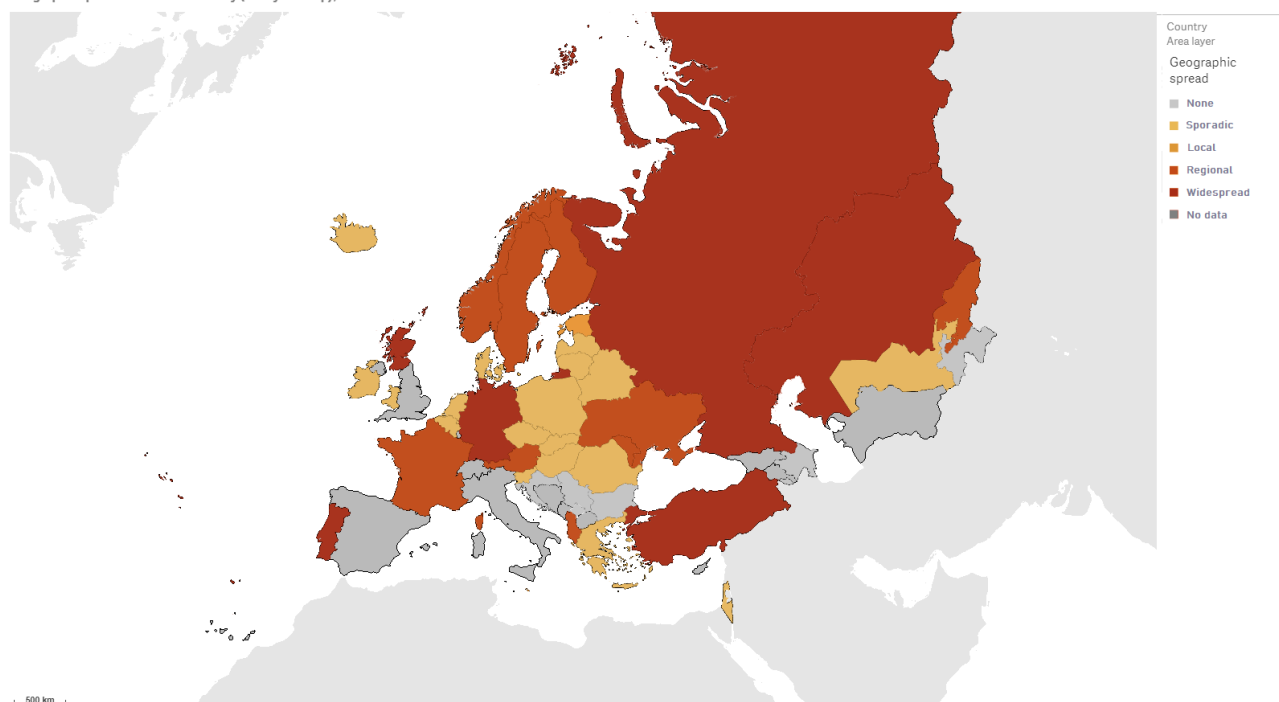 Country
Area layer
Geographic
spread
None
Sporadic
Local
Regional
Widespread
No data
500 km